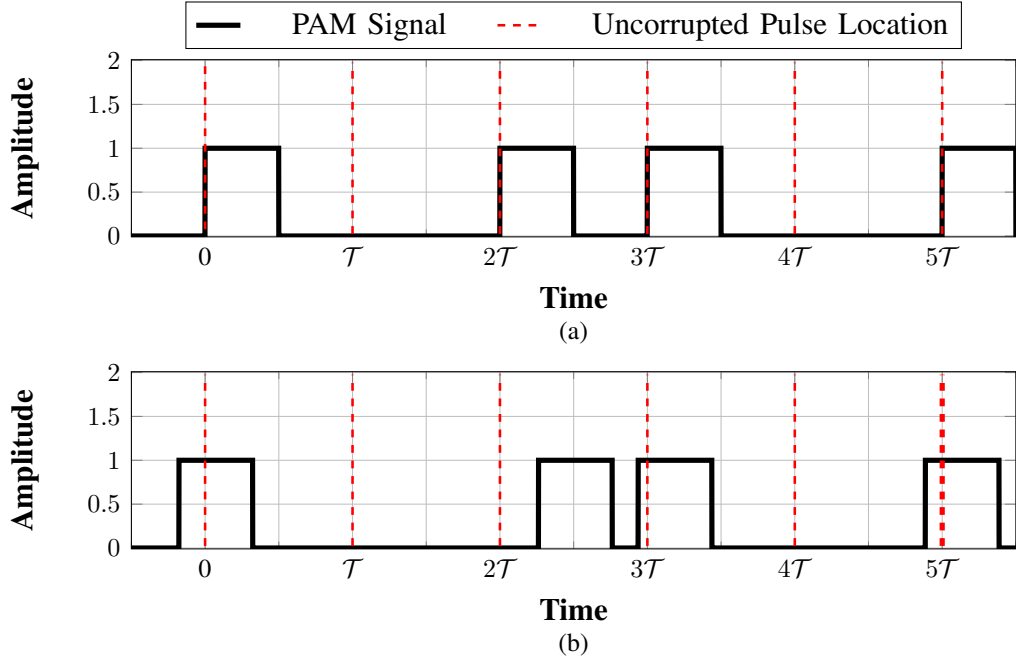 PAM Signal Uncorrupted Pulse Location
2
1.5
1
0.5
0
Amplitude
0 𝒯 2𝒯 3𝒯 4𝒯 5𝒯
Time
(a)
2
1.5
1
0.5
0
Amplitude
0 𝒯 2𝒯 3𝒯 4𝒯 5𝒯
Time
(b)